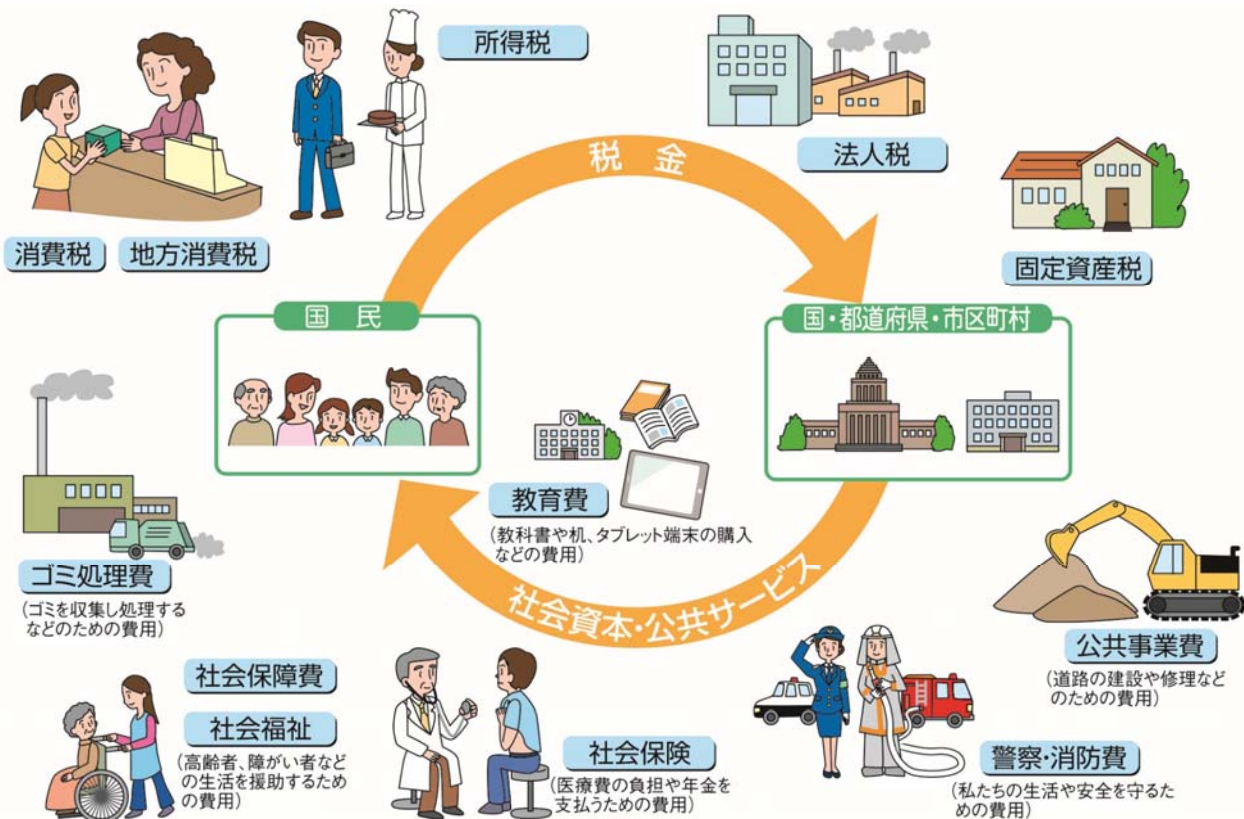 所得税
法人税
税金
消費税
地方消費税
固定資産税
国民
国・都道府県・市区町村
教育費
(教科書や机、タブレット端末の購入
などの費用)
ゴミ処理費
(ゴミを収集し処理する
などのための費用)
社会資本・公共サービス
公共事業費
(道路の建設や修理など
のための費用)
社会保障費
社会福祉
(高齢者、障がい者など
の生活を援助するため
の費用)
社会保険
(医療費の負担や年金を
支払うための費用)
警察・消防費
(私たちの生活や安全を守るた
めの費用)